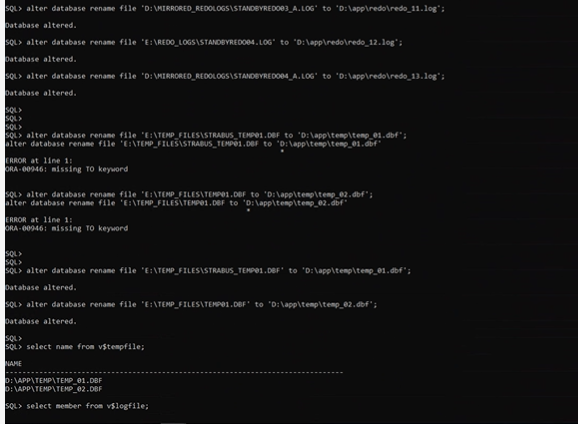 SQL> alter database rename file 'D:\MIRRORED_REDOLOGS\STANDBYREDO03_A.LOG' to 'D:\app\redo\redo_11.log';
Database altered.
SQL> alter database rename file 'E:\REDO_LOGS\STANDBYREDO04.LOG' to 'D:\app\redo\redo_12.log';
Database altered.
SQL> alter database rename file 'D:\MIRRORED_REDOLOGS\STANDBYREDO04_A.LOG' to 'D:\app\redo\redo_13.log';
Database altered.
SQL>
SQL>
SQL>
SQL> alter database rename file 'E:\TEMP_FILES\STRABUS_TEMP01.DBF to 'D:\app\temp\temp_01.dbf';
alter database rename file 'E:\TEMP_FILES\STRABUS_TEMP01.DBF to 'D:\app\temp\temp_01.dbf'
*
ERROR at line 1:
ORA-00946: missing TO keyword
SQL> alter database rename file 'E:\TEMP_FILES\TEMP01.DBF to 'D:\app\temp\temp_02.dbf';
alter database rename file 'E:\TEMP_FILES\TEMP01.DBF to 'D:\app\temp\temp_02.dbf'
*
ERROR at line 1:
ORA-00946: missing TO keyword
SQL>
SQL>
SQL> alter database rename file 'E:\TEMP_FILES\STRABUS_TEMP01.DBF' to 'D:\app\temp\temp_01.dbf';
Database altered.
SQL> alter database rename file 'E:\TEMP_FILES\TEMP01.DBF' to 'D:\app\temp\temp_02.dbf';
Database altered.
SQL>
SQL> select name from v$tempfile;
NAME
--------------------------------------------------------------------------------
D:\APP\TEMP\TEMP_01.DBF
D:\APP\TEMP\TEMP_02.DBF
SQL> select member from v$logfile;